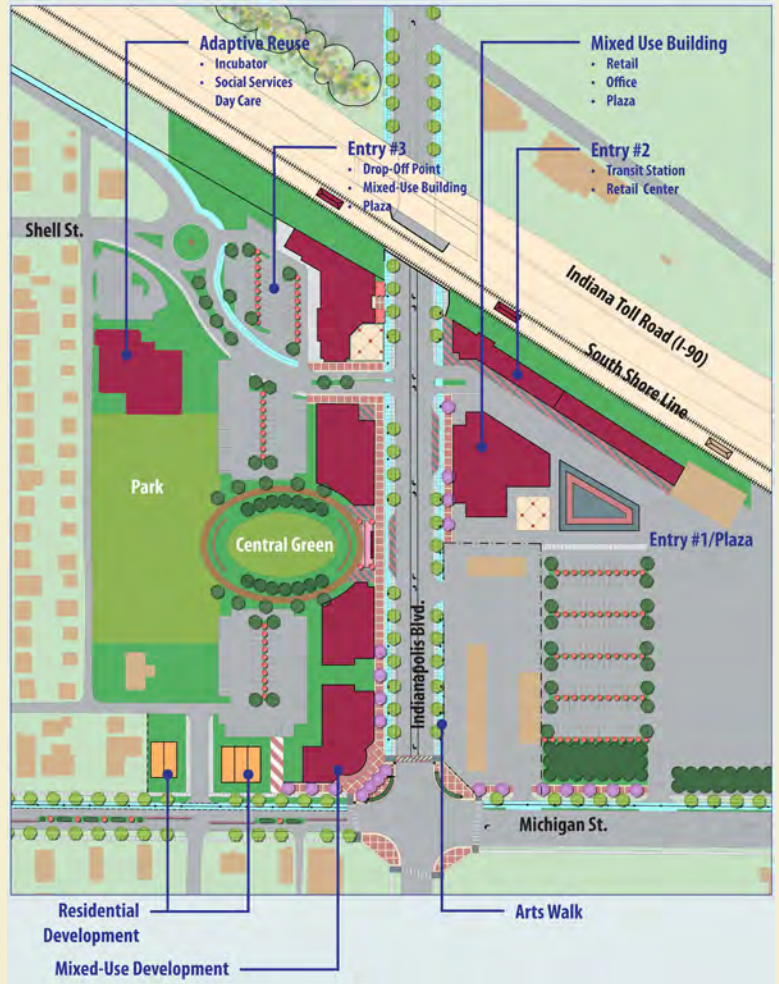 Adaptive Reuse
• Incubator
• Social Services
Day Care
Mixed Use Building
• Retail
• Office
• Plaza
Entry #3
• Drop-Off Point
• Mixed-Use Building
• Plaza
Entry #2
• Transit Station
• Retail Center
Shell St.
Indiana Toll Road (I-90)
South Shore Line
Park
Central Green
Entry #1/Plaza
Indianapolis Blvd.
Michigan St.
Residential
Development
Arts Walk
Mixed-Use Development